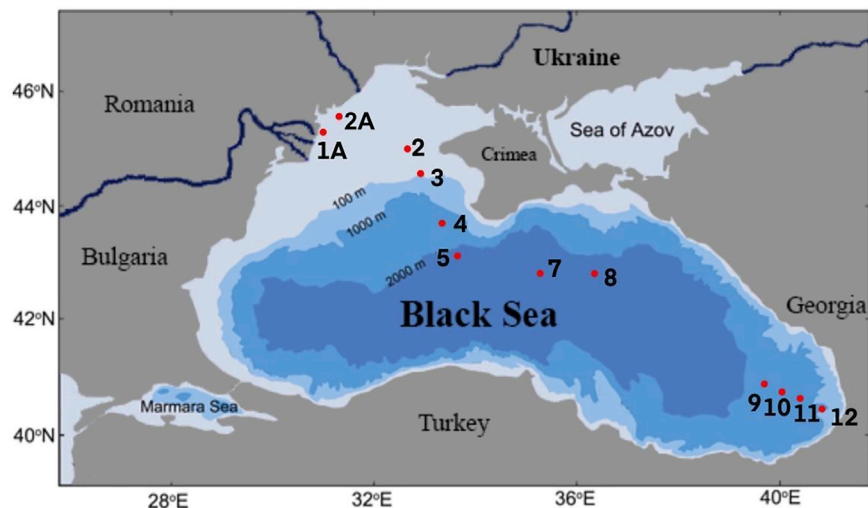 Ukraine
46°N
Romania
2A
1A
Sea of Azov
2
Crimea
3
44°N
100 m
1000 m
4
Bulgaria
5
2000 m
7
8
Georgia
42°N
Black Sea
Marmara Sea
9
10
11
12
Turkey
40°N
28°E
32°E
36°E
40°E